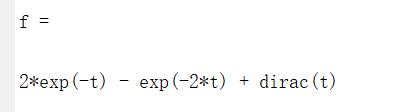 f =
2*exp(-t) - exp(-2*t) + dirac(t)